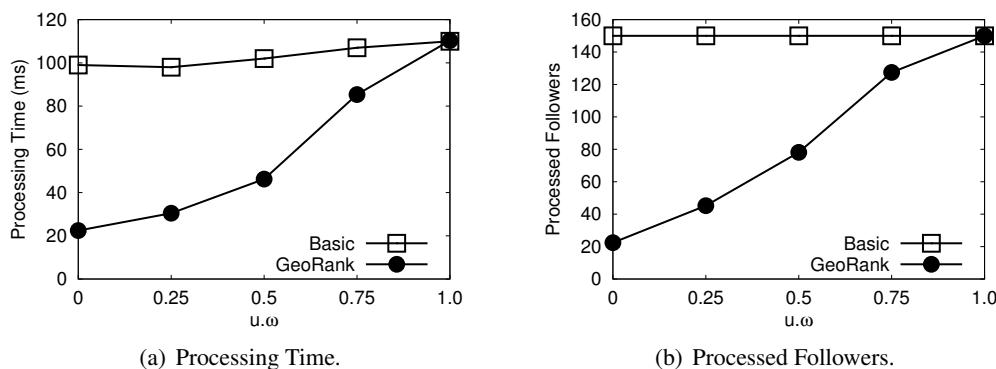 120
100
80
60
40
20
0
Processing Time (ms)
Basic
GeoRank
0 0.25 0.5 0.75 1.0
u.ω
(a) Processing Time.
160
140
120
100
80
60
40
20
0
Processed Followers
Basic
GeoRank
0 0.25 0.5 0.75 1.0
u.ω
(b) Processed Followers.